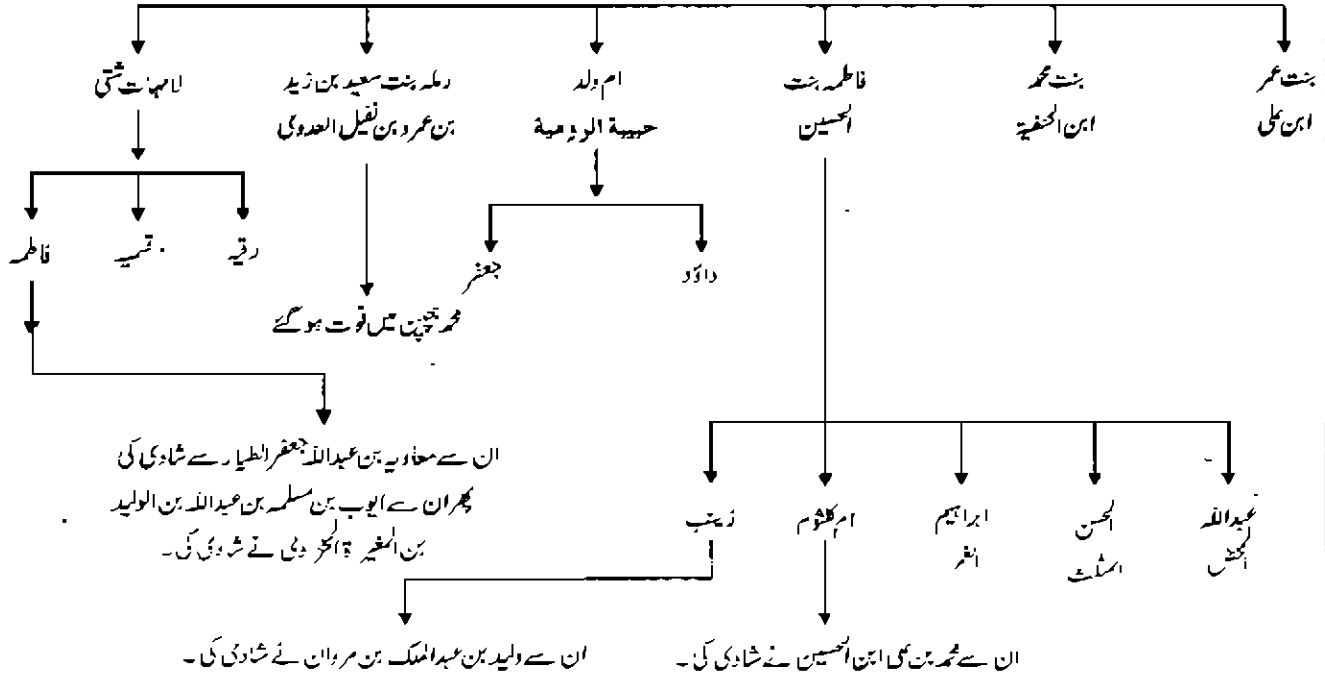 بنت عمر
ابن علی
بنت محمد
ابن الحنفیة
فاطمہ بنت
الحسین
ام ولد
حبیبة الرومیة
رملہ بنت سعید بن زید
بن عمرو بن نفیل العدوی
لامہات شتی
داؤد
جعفر
رقیہ
قسمیہ
فاطمہ
محمد بچپن میں فوت ہو گئے
عبداللہ
المحض
الحسن
المثلث
ابراہیم
الغمر
ام کلثوم
زینب
ان سے معاویہ بن عبداللہ جعفر الطیار سے شادی کی
پھر ان سے ایوب بن مسلمہ بن عبداللہ بن الولید
بن المغیرۃ المخزومی نے شادی کی۔
ان سے محمد بن علی ابن الحسین نے شادی کی۔
ان سے ولید بن عبدالملک بن مروان نے شادی کی۔